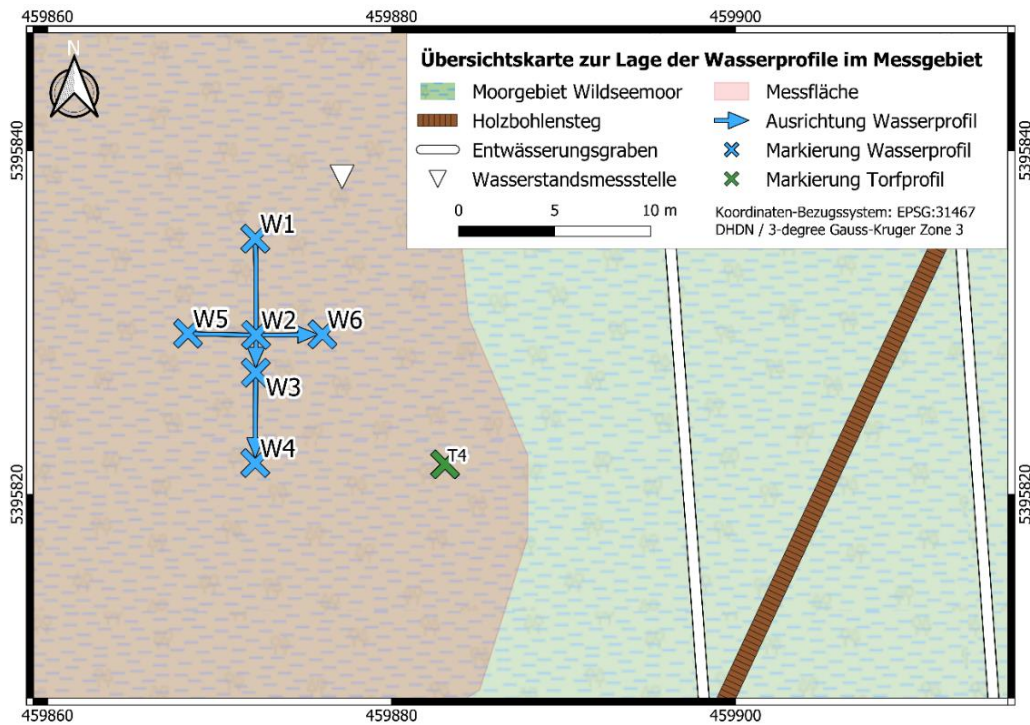 459860 459880 459900
N
Übersichtskarte zur Lage der Wasserprofile im Messgebiet
Moorgebiet Wildseemoor
Holzbohlensteg
Entwässerungsgraben
Wasserstandsmessstelle
0 5 10 m
Messfläche
Ausrichtung Wasserprofil
Markierung Wasserprofil
Markierung Torfprofil
Koordinaten-Bezugssystem: EPSG:31467
DHDN / 3-degree Gauss-Kruger Zone 3
5395840 5395840
W1
W5 W2 W6
W3
W4
T4
5395820 5395820
459860 459880 459900